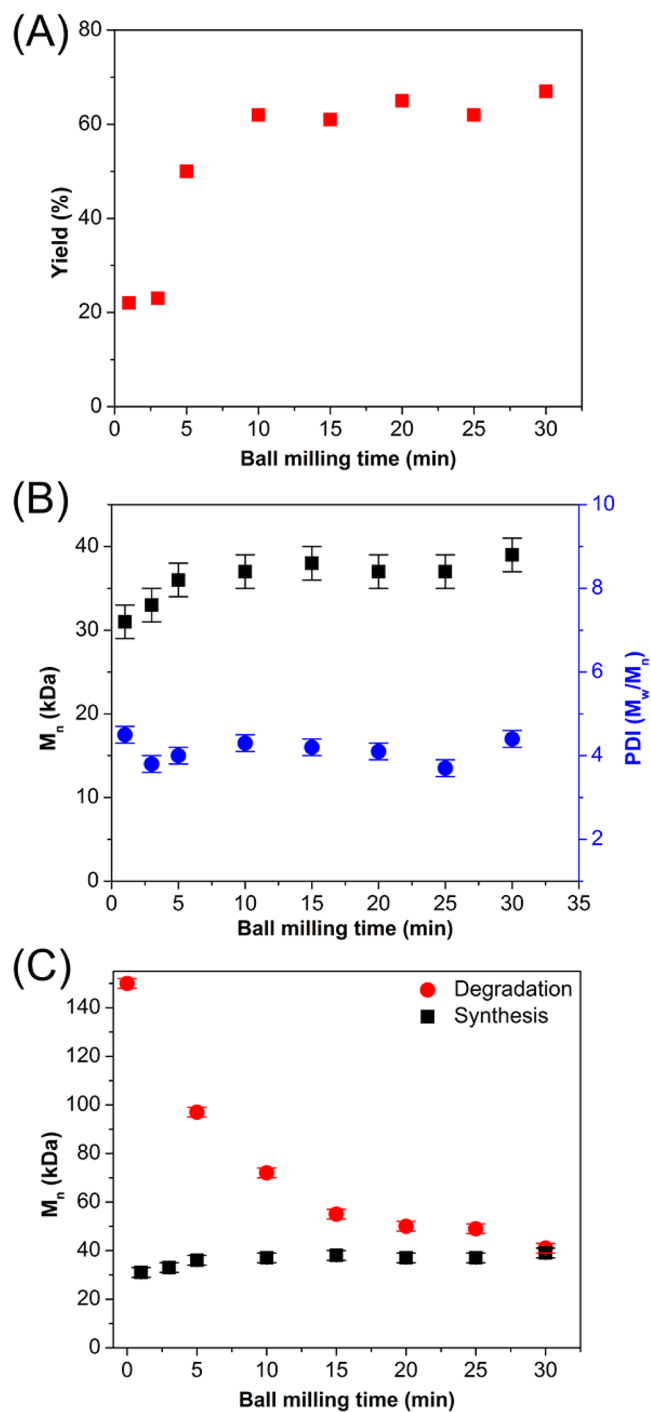 (A)
80
60
40
20
0
Yield (%)
0 5 10 15 20 25 30
Ball milling time (min)
(B)
40
30
20
10
0
Mn (kDa)
10
8
6
4
2
PDI (Mw/Mn)
0 5 10 15 20 25 30 35
Ball milling time (min)
(C)
Degradation
Synthesis
140
120
100
80
60
40
20
0
Mn (kDa)
0 5 10 15 20 25 30
Ball milling time (min)